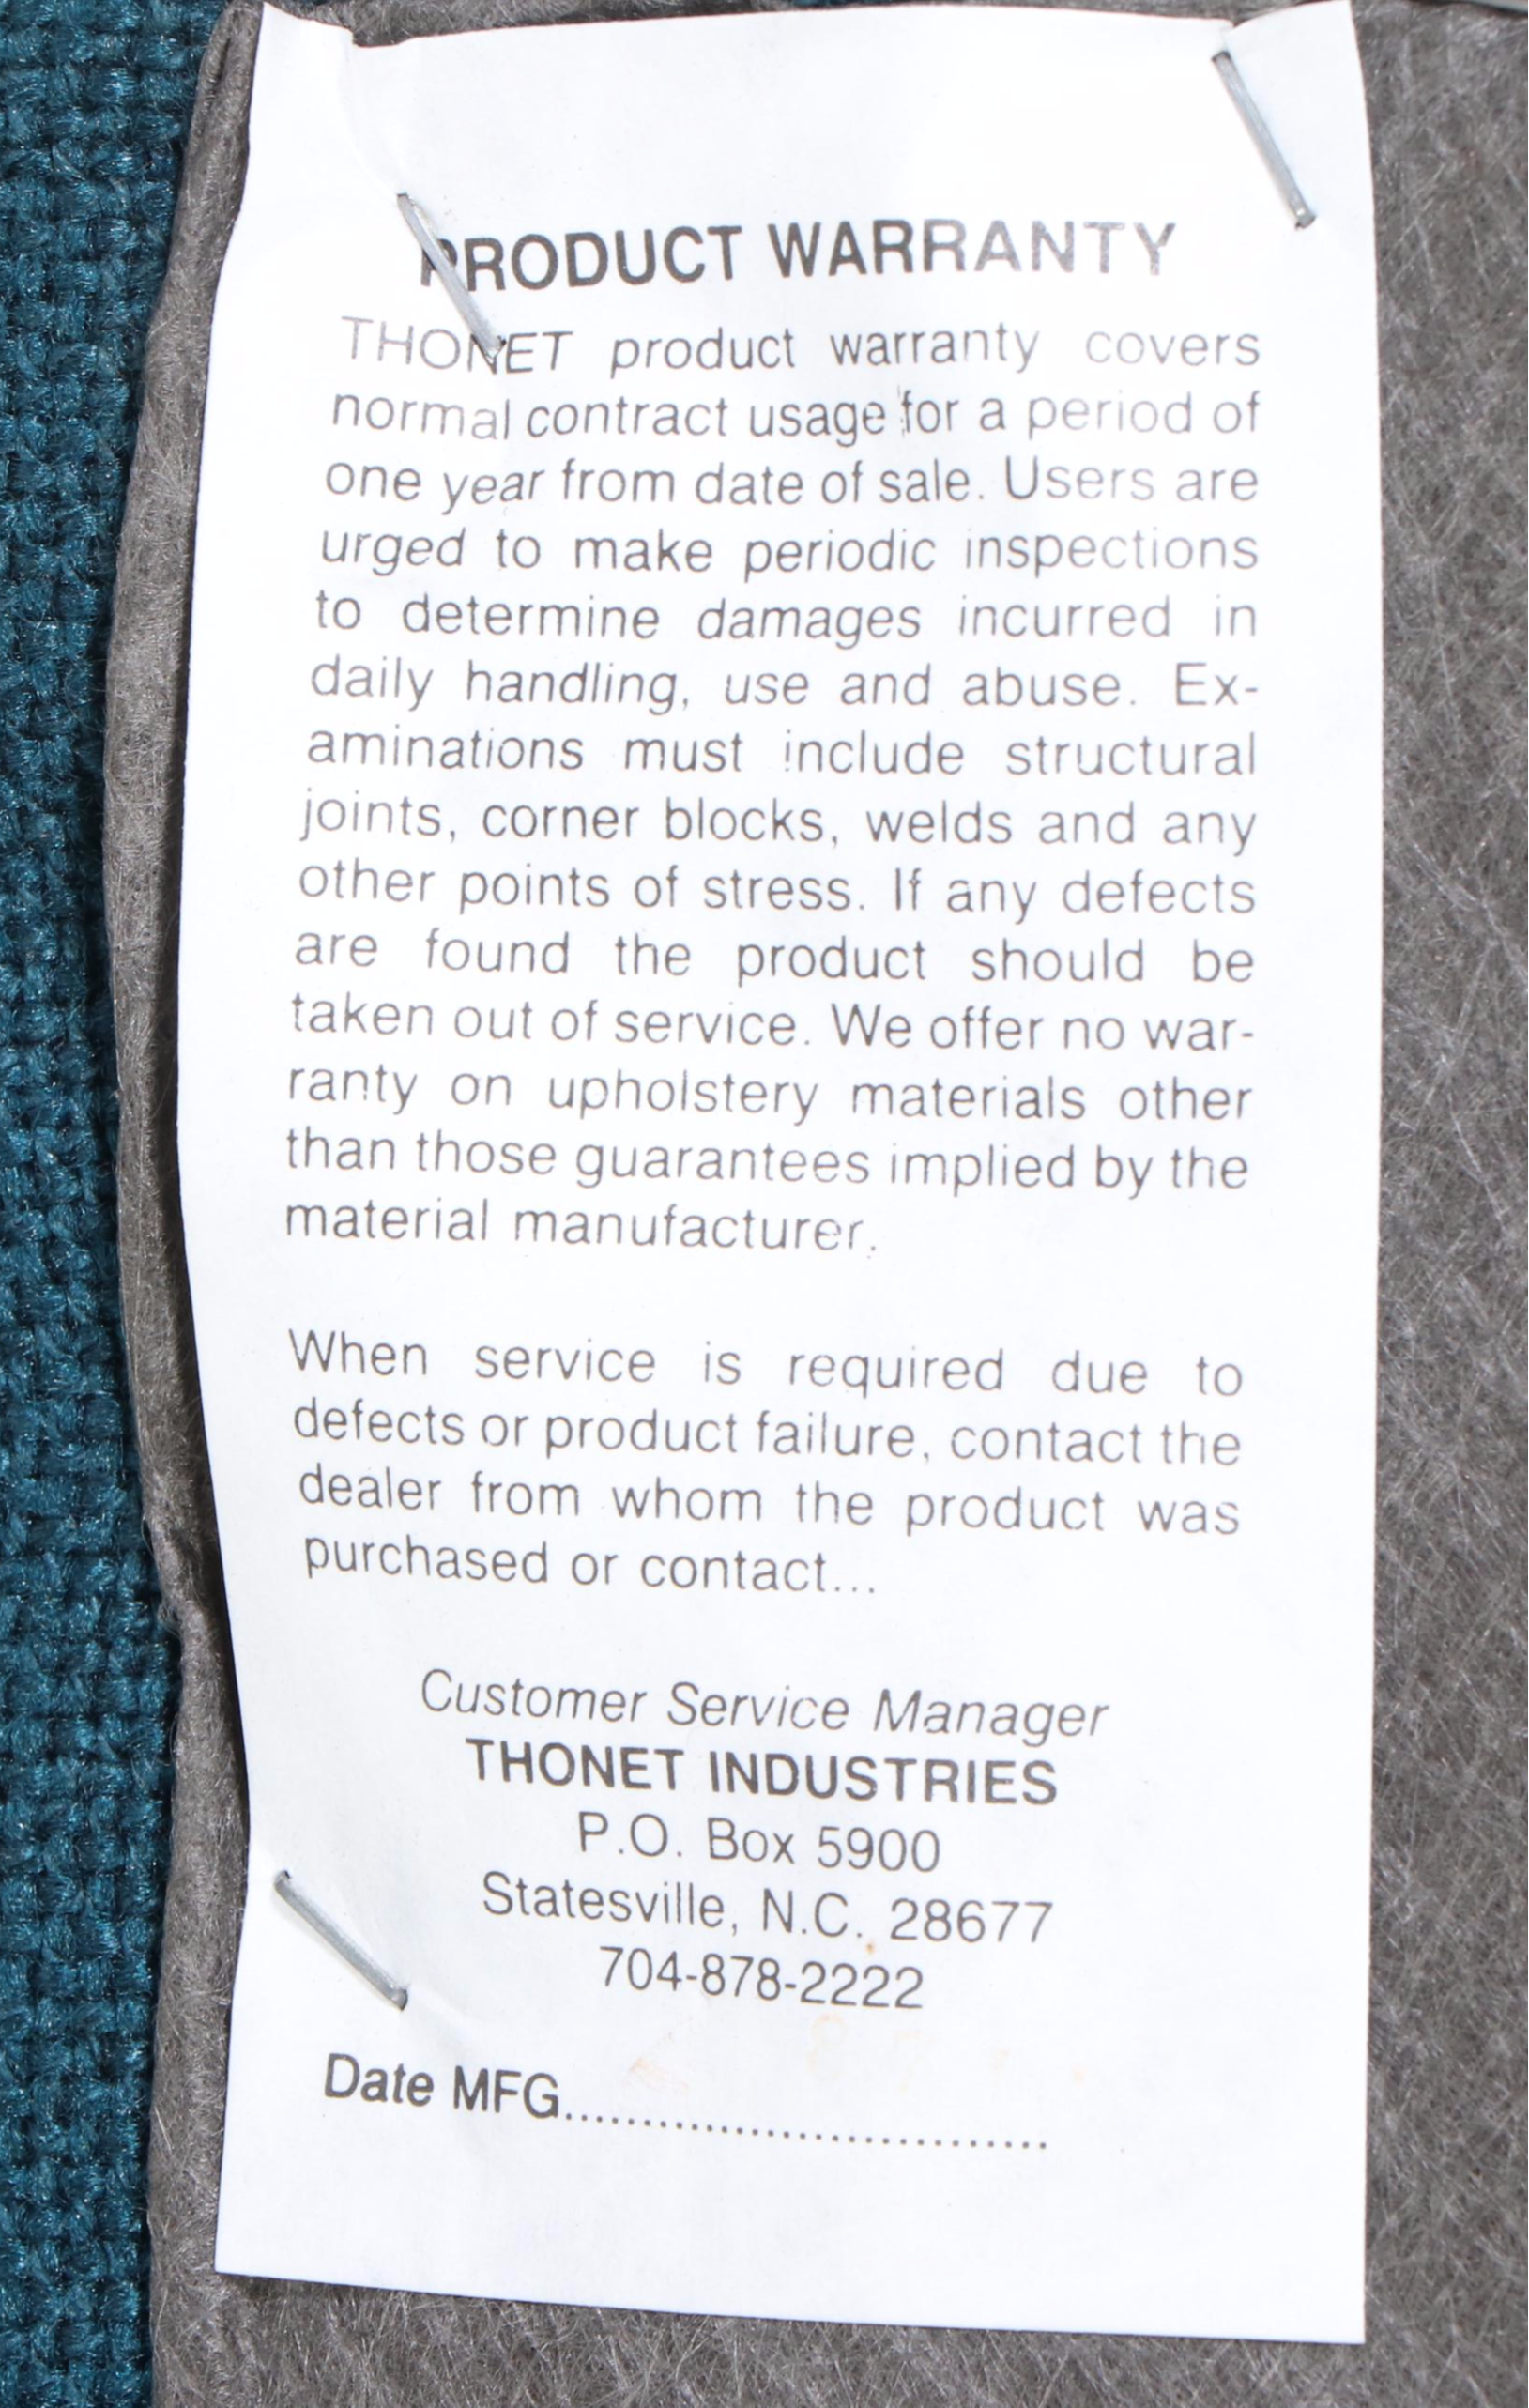 PRODUCT WARRANTY
THONET product warranty covers
normal contract usage for a period of
one year from date of sale. Users are
urged to make periodic inspections
to determine damages incurred in
daily handling, use and abuse. Ex-
aminations must include structural
joints, corner blocks, welds and any
other points of stress. If any defects
are found the product should be
taken out of service. We offer no war-
ranty on upholstery materials other
than those guarantees implied by the
material manufacturer.
When service is required due to
defects or product failure, contact the
dealer from whom the product was
purchased or contact...
Customer Service Manager
THONET INDUSTRIES
P.O. Box 5900
Statesville, N.C. 28677
704-878-2222
Date MFG...............................